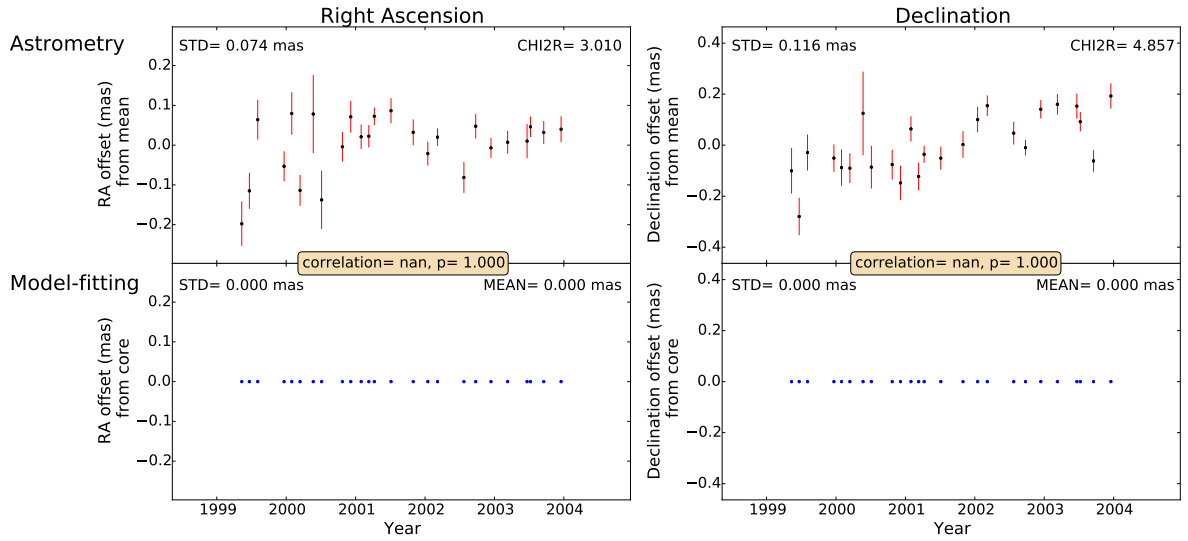 Right Ascension
Declination
Astrometry
STD= 0.074 mas
CHI2R= 3.010
RA offset (mas)
from mean
0.2
0.1
0.0
−0.1
−0.2
STD= 0.116 mas
CHI2R= 4.857
Declination offset (mas)
from mean
0.4
0.2
0.0
−0.2
−0.4
correlation= nan, p= 1.000
correlation= nan, p= 1.000
Model-fitting
STD= 0.000 mas
MEAN= 0.000 mas
RA offset (mas)
from core
0.2
0.1
0.0
−0.1
−0.2
1999 2000 2001 2002 2003 2004
Year
STD= 0.000 mas
MEAN= 0.000 mas
Declination offset (mas)
from core
0.4
0.2
0.0
−0.2
−0.4
1999 2000 2001 2002 2003 2004
Year